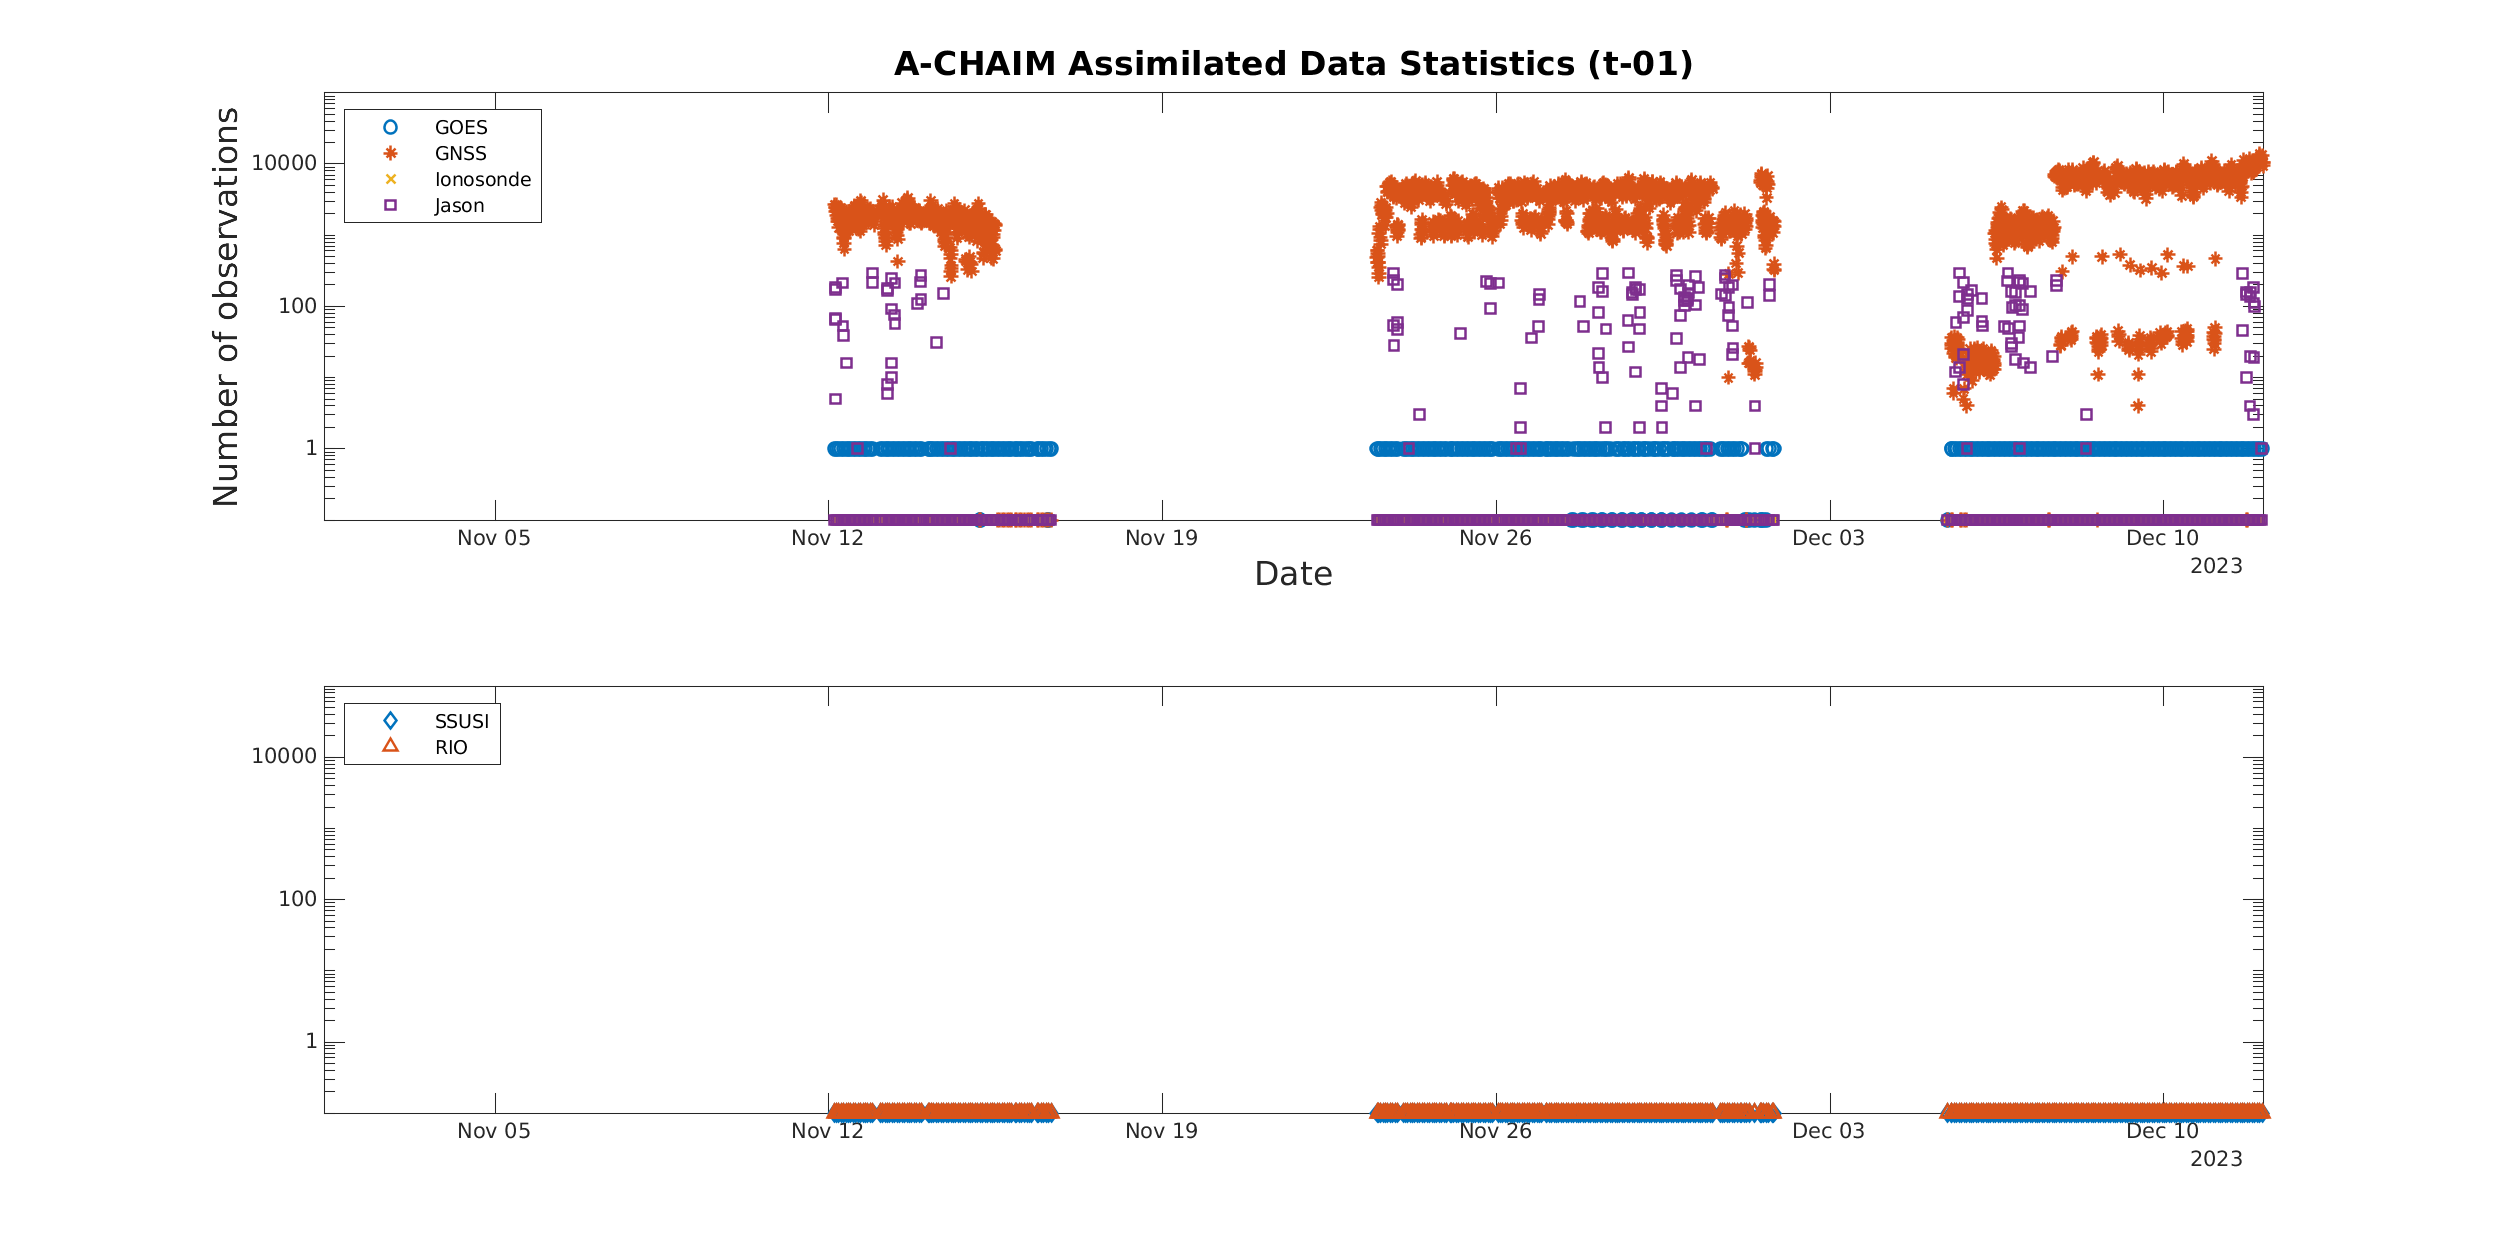 A-CHAIM Assimilated Data Statistics (t-01)
Number of observations
10000
100
1
GOES
GNSS
Ionosonde
Jason
Nov 05
Nov 12
Nov 19
Nov 26
Dec 03
Dec 10
2023
Date
10000
100
1
SSUSI
RIO
Nov 05
Nov 12
Nov 19
Nov 26
Dec 03
Dec 10
2023